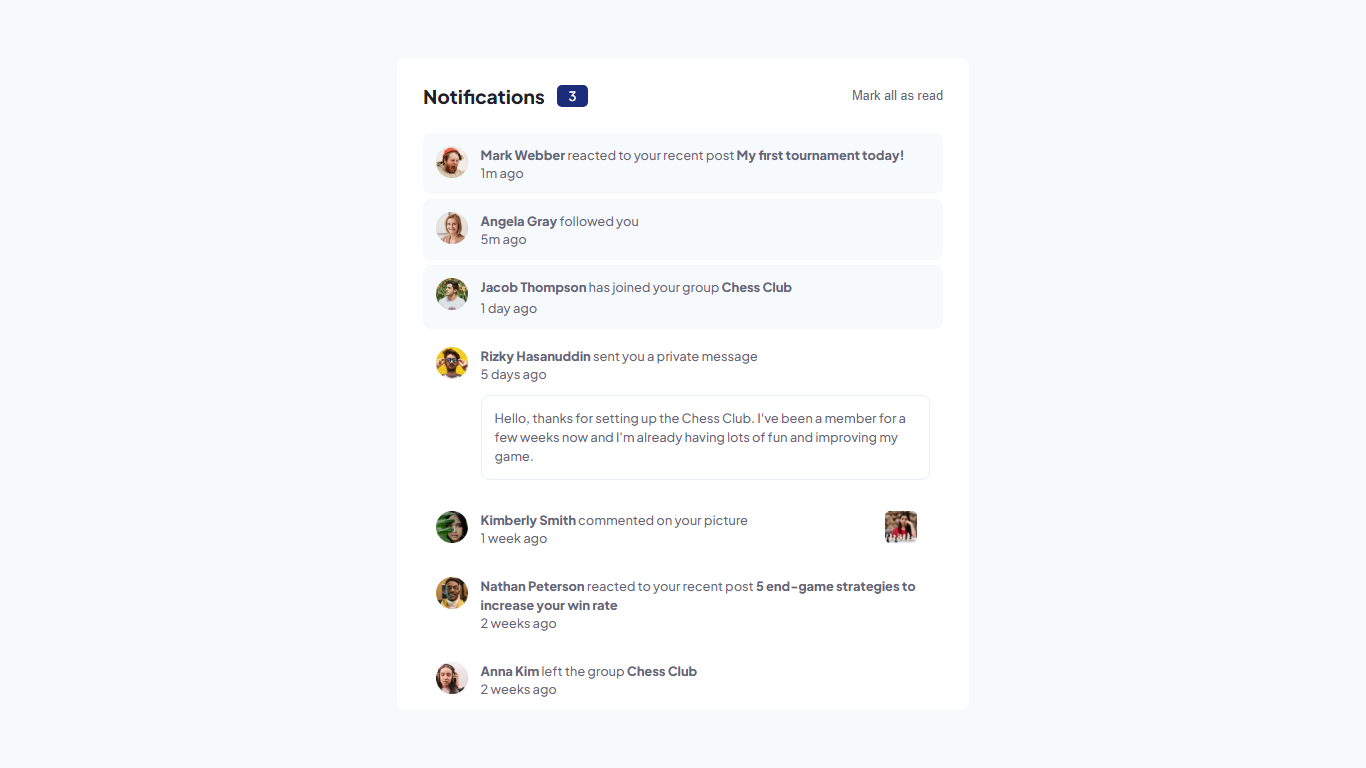 Notifications 3 Mark all as read
Mark Webber reacted to your recent post My first tournament today!
1m ago
Angela Gray followed you
5m ago
Jacob Thompson has joined your group Chess Club
1 day ago
Rizky Hasanuddin sent you a private message
5 days ago
Hello, thanks for setting up the Chess Club. I've been a member for a
few weeks now and I'm already having lots of fun and improving my
game.
Kimberly Smith commented on your picture
1 week ago
Nathan Peterson reacted to your recent post 5 end-game strategies to
increase your win rate
2 weeks ago
Anna Kim left the group Chess Club
2 weeks ago